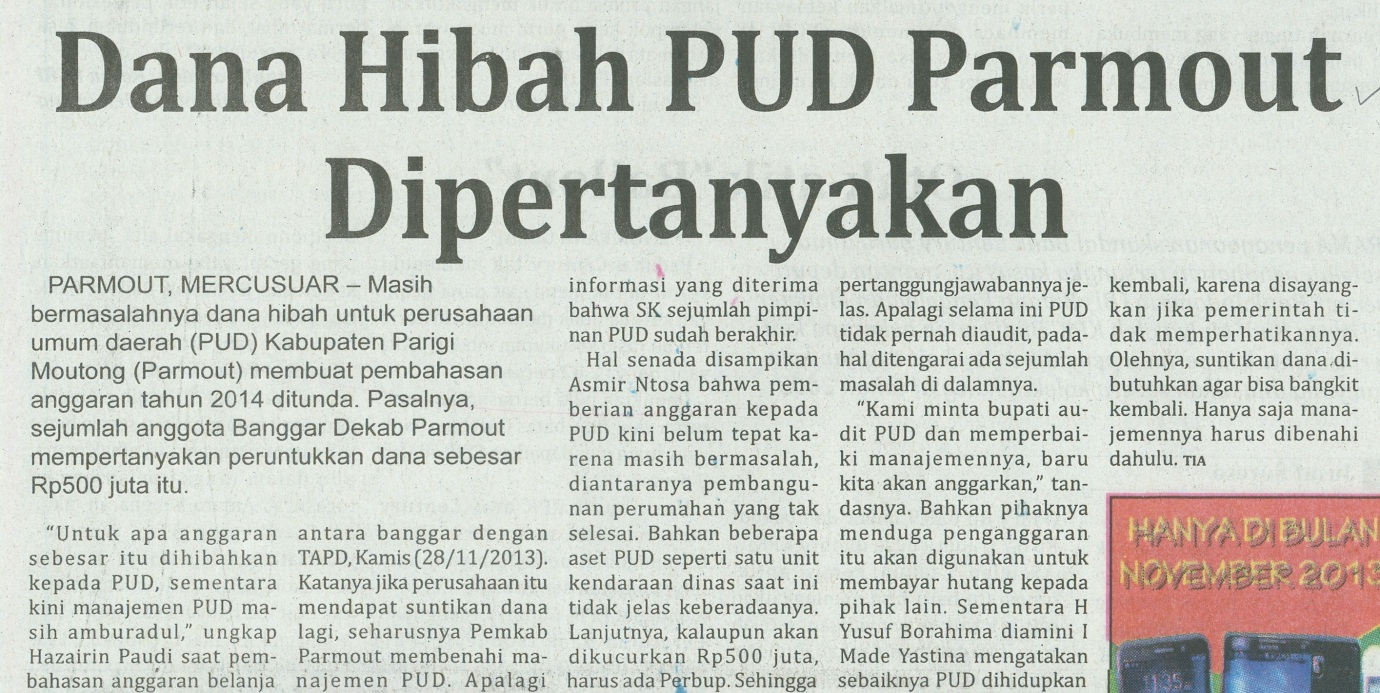 Dana Hibah PUD Parmout
Dipertanyakan
PARMOUT, MERCUSUAR – Masih
bermasalahnya dana hibah untuk perusahaan
umum daerah (PUD) Kabupaten Parigi
Moutong (Parmout) membuat pembahasan
anggaran tahun 2014 ditunda. Pasalnya,
sejumlah anggota Banggar Dekab Parmout
mempertanyakan peruntukkan dana sebesar
Rp500 juta itu.
“Untuk apa anggaran
sebesar itu dihibahkan
kepada PUD, sementara
kini manajemen PUD ma-
sih amburadul,” ungkap
Hazairin Paudi saat pem-
bahasan anggaran belanja
antara banggar dengan
TAPD, Kamis (28/11/2013).
Katanya jika perusahaan itu
mendapat suntikan dana
lagi, seharusnya Pemkab
Parmout membenahi ma-
najemen PUD. Apalagi
informasi yang diterima
bahwa SK sejumlah pimpi-
nan PUD sudah berakhir.
Hal senada disampikan
Asmir Ntosa bahwa pem-
berian anggaran kepada
PUD kini belum tepat ka-
rena masih bermasalah,
diantaranya pembangu-
nan perumahan yang tak
selesai. Bahkan beberapa
aset PUD seperti satu unit
kendaraan dinas saat ini
tidak jelas keberadaanya.
Lanjutnya, kalaupun akan
dikucurkan Rp500 juta,
harus ada Perbup. Sehingga
pertanggungjawabannya je-
las. Apalagi selama ini PUD
tidak pernah diaudit, pada-
hal ditengarai ada sejumlah
masalah di dalamnya.
“Kami minta bupati au-
dit PUD dan memperbai-
ki manajemennya, baru
kita akan anggarkan,” tan-
dasnya. Bahkan pihaknya
menduga penganggaran
itu akan digunakan untuk
membayar hutang kepada
pihak lain. Sementara H
Yusuf Borahima diamini I
Made Yastina mengatakan
sebaiknya PUD dihidupkan
kembali, karena disayang-
kan jika pemerintah ti-
dak memperhatikannya.
Olehnya, suntikan dana di-
butuhkan agar bisa bangkit
kembali. Hanya saja mana-
jemennya harus dibenahi
dahulu. TIA
HANYA DI BULAN
NOVEMBER 2013
11:35